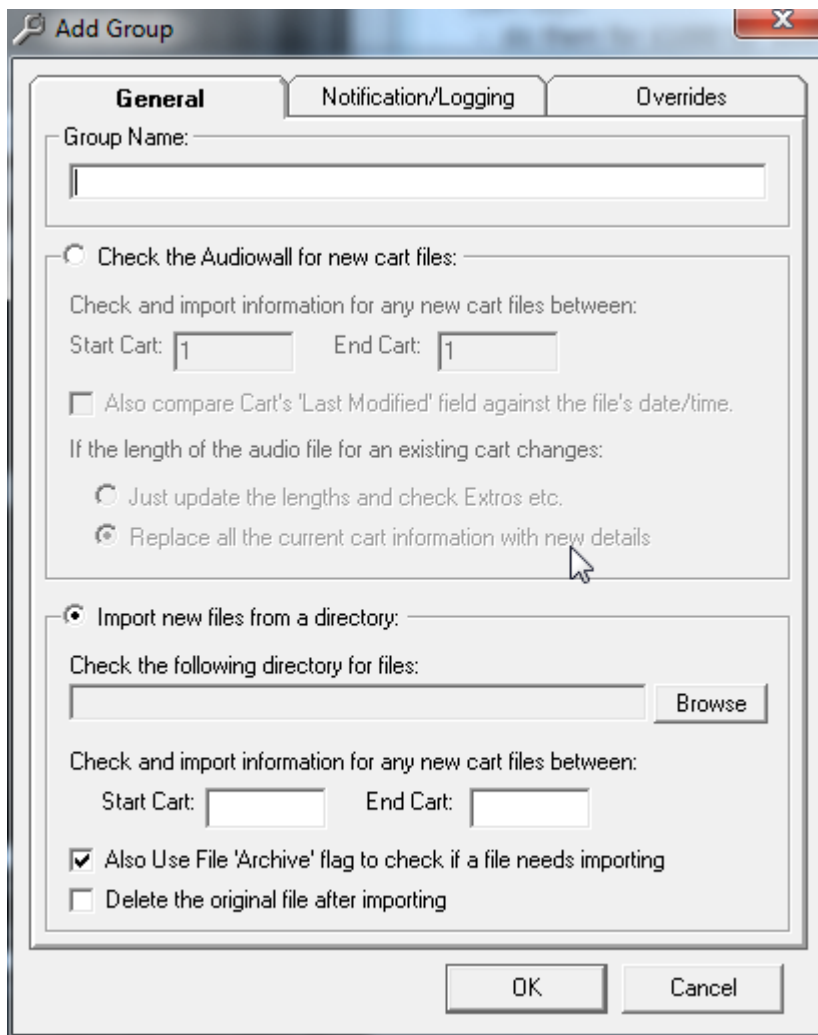 Add Group
General
Notification/Logging
Overrides
Group Name:
Check the Audiowall for new cart files:
Check and import information for any new cart files between:
Start Cart: 1 End Cart: 1
Also compare Cart's 'Last Modified' field against the file's date/time.
If the length of the audio file for an existing cart changes:
Just update the lengths and check Extros etc.
Replace all the current cart information with new details
Import new files from a directory:
Check the following directory for files:
Browse
Check and import information for any new cart files between:
Start Cart: End Cart:
Also Use File 'Archive' flag to check if a file needs importing
Delete the original file after importing
OK Cancel